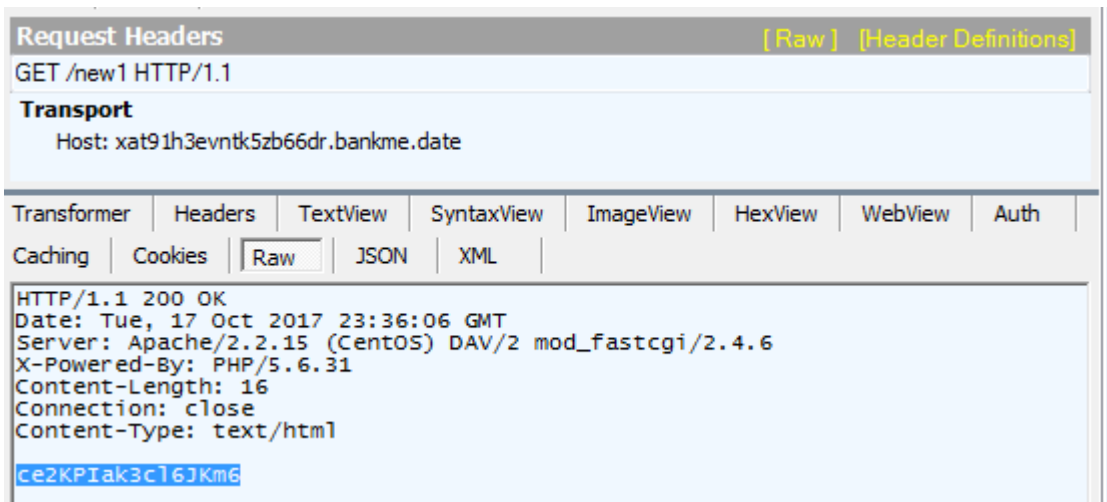 Request Headers [ Raw ] [Header Definitions]
GET /new1 HTTP/1.1
Transport
Host: xat91h3evntk5zb66dr.bankme.date
Transformer Headers TextView SyntaxView ImageView HexView WebView Auth
Caching Cookies Raw JSON XML
HTTP/1.1 200 OK
Date: Tue, 17 Oct 2017 23:36:06 GMT
Server: Apache/2.2.15 (CentOS) DAV/2 mod_fastcgi/2.4.6
X-Powered-By: PHP/5.6.31
Content-Length: 16
Connection: close
Content-Type: text/html
ce2KPIak3cl6JKm6